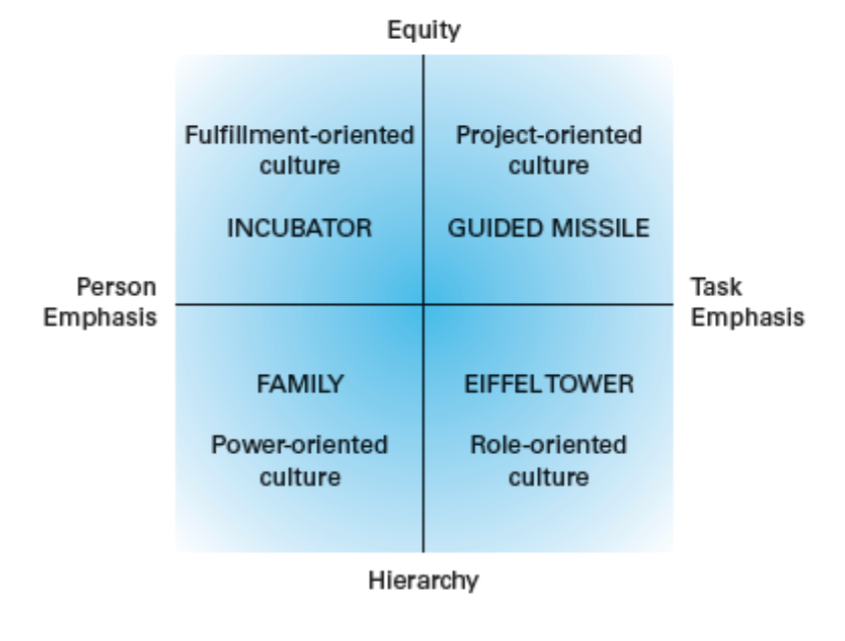 Equity
Fulfillment-oriented
culture
Project-oriented
culture
INCUBATOR
GUIDED MISSILE
Person
Emphasis
Task
Emphasis
FAMILY
EIFFEL TOWER
Power-oriented
culture
Role-oriented
culture
Hierarchy